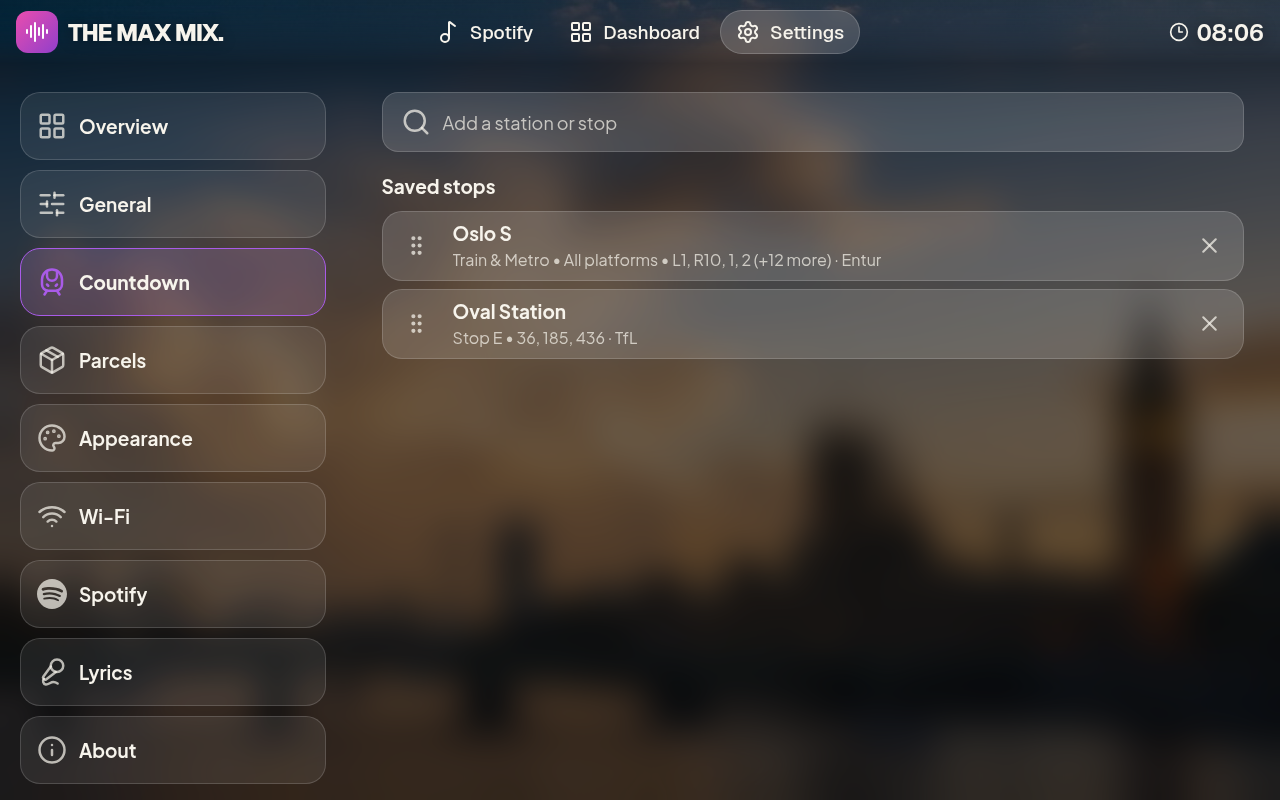 THE MAX MIX.
Spotify
Dashboard
Settings
08:06
Overview
General
Countdown
Parcels
Appearance
Wi-Fi
Spotify
Lyrics
About
Add a station or stop
Saved stops
Oslo S
Train & Metro • All platforms • L1, R10, 1, 2 (+12 more) · Entur
Oval Station
Stop E • 36, 185, 436 · TfL